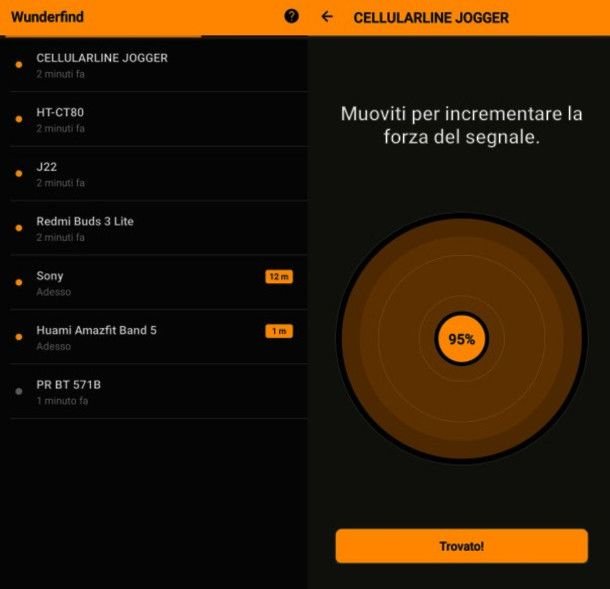 Wunderfind
?
CELLULARLINE JOGGER
2 minuti fa
HT-CT80
2 minuti fa
J22
2 minuti fa
Redmi Buds 3 Lite
2 minuti fa
Sony
12 m
Adesso
Huami Amazfit Band 5
1 m
Adesso
PR BT 571B
1 minuto fa
CELLULARLINE JOGGER
Muoviti per incrementare la
forza del segnale.
95%
Trovato!